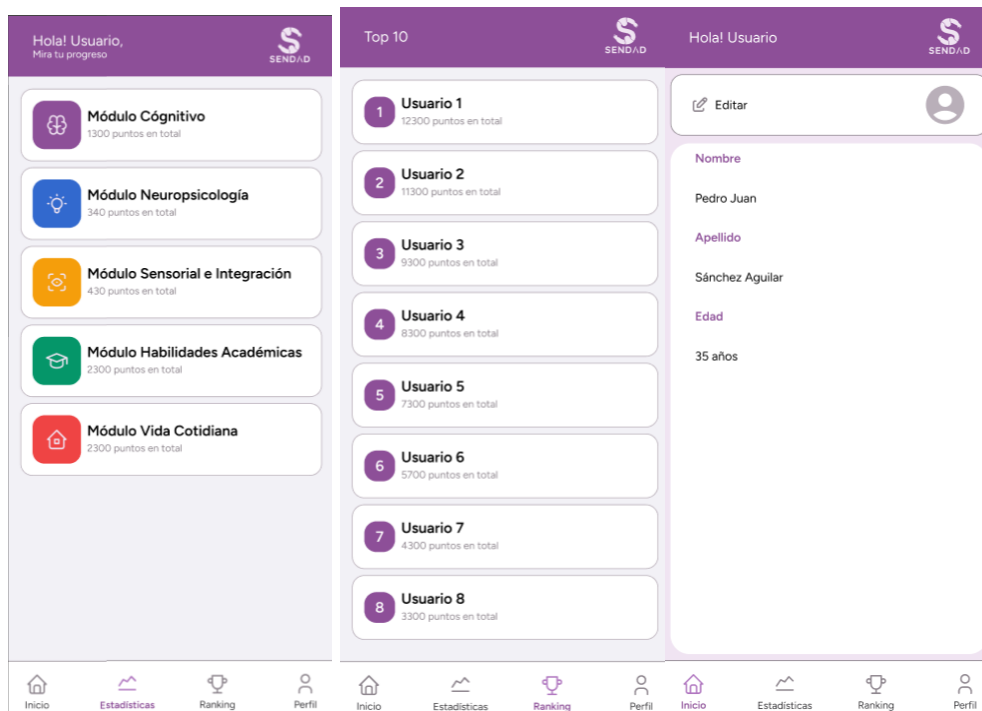 Hola! Usuario,
Mira tu progreso
SENDAD
Módulo Cógnitivo
1300 puntos en total
Módulo Neuropsicología
340 puntos en total
Módulo Sensorial e Integración
430 puntos en total
Módulo Habilidades Académicas
2300 puntos en total
Módulo Vida Cotidiana
2300 puntos en total
Inicio
Estadísticas
Ranking
Perfil
Top 10
SENDAD
1
Usuario 1
12300 puntos en total
2
Usuario 2
11300 puntos en total
3
Usuario 3
9300 puntos en total
4
Usuario 4
8300 puntos en total
5
Usuario 5
7300 puntos en total
6
Usuario 6
5700 puntos en total
7
Usuario 7
4300 puntos en total
8
Usuario 8
3300 puntos en total
Inicio
Estadísticas
Ranking
Perfil
Hola! Usuario
SENDAD
Editar
Nombre
Pedro Juan
Apellido
Sánchez Aguilar
Edad
35 años
Inicio
Estadísticas
Ranking
Perfil